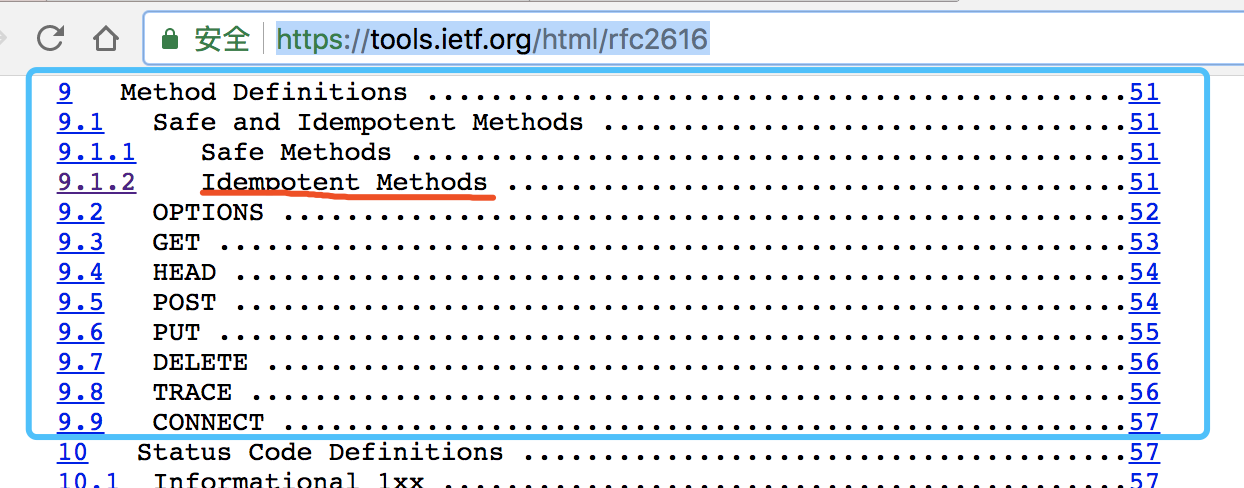 安全 https://tools.ietf.org/html/rfc2616
9 Method Definitions ............................................ 51
9.1 Safe and Idempotent Methods ................................. 51
9.1.1 Safe Methods ............................................. 51
9.1.2 Idempotent Methods ....................................... 51
9.2 OPTIONS ..................................................... 52
9.3 GET ......................................................... 53
9.4 HEAD ........................................................ 54
9.5 POST ........................................................ 54
9.6 PUT ......................................................... 55
9.7 DELETE ...................................................... 56
9.8 TRACE ....................................................... 56
9.9 CONNECT ..................................................... 57
10 Status Code Definitions ...................................... 57
10.1 Informational 1xx .......................................... 57